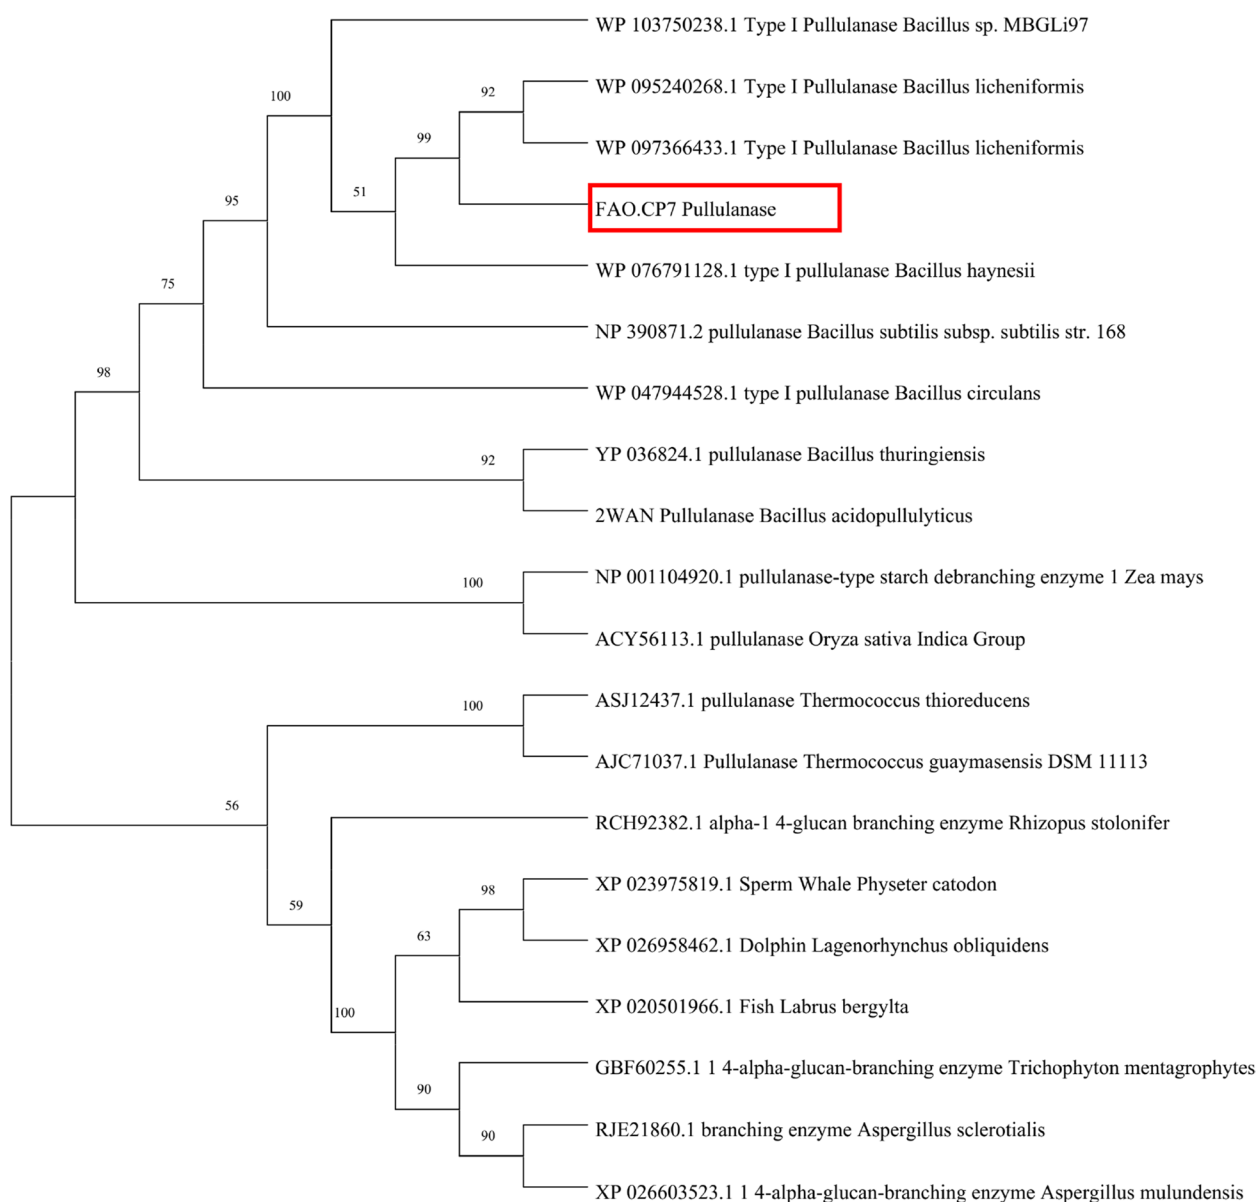 WP 103750238.1 Type I Pullulanase Bacillus sp. MBGLi97
100
92
WP 095240268.1 Type I Pullulanase Bacillus licheniformis
99
WP 097366433.1 Type I Pullulanase Bacillus licheniformis
51
95
FAO.CP7 Pullulanase
WP 076791128.1 type I pullulanase Bacillus haynesii
75
NP 390871.2 pullulanase Bacillus subtilis subsp. subtilis str. 168
98
WP 047944528.1 type I pullulanase Bacillus circulans
92
YP 036824.1 pullulanase Bacillus thuringiensis
2WAN Pullulanase Bacillus acidopullulyticus
100
NP 001104920.1 pullulanase-type starch debranching enzyme 1 Zea mays
ACY56113.1 pullulanase Oryza sativa Indica Group
100
ASJ12437.1 pullulanase Thermococcus thioreducens
AJC71037.1 Pullulanase Thermococcus guaymasensis DSM 11113
56
RCH92382.1 alpha-1 4-glucan branching enzyme Rhizopus stolonifer
98
XP 023975819.1 Sperm Whale Physeter catodon
59
63
XP 026958462.1 Dolphin Lagenorhynchus obliquidens
XP 020501966.1 Fish Labrus bergylta
100
GBF60255.1 1 4-alpha-glucan-branching enzyme Trichophyton mentagrophytes
90
90
RJE21860.1 branching enzyme Aspergillus sclerotialis
XP 026603523.1 1 4-alpha-glucan-branching enzyme Aspergillus mulundensis